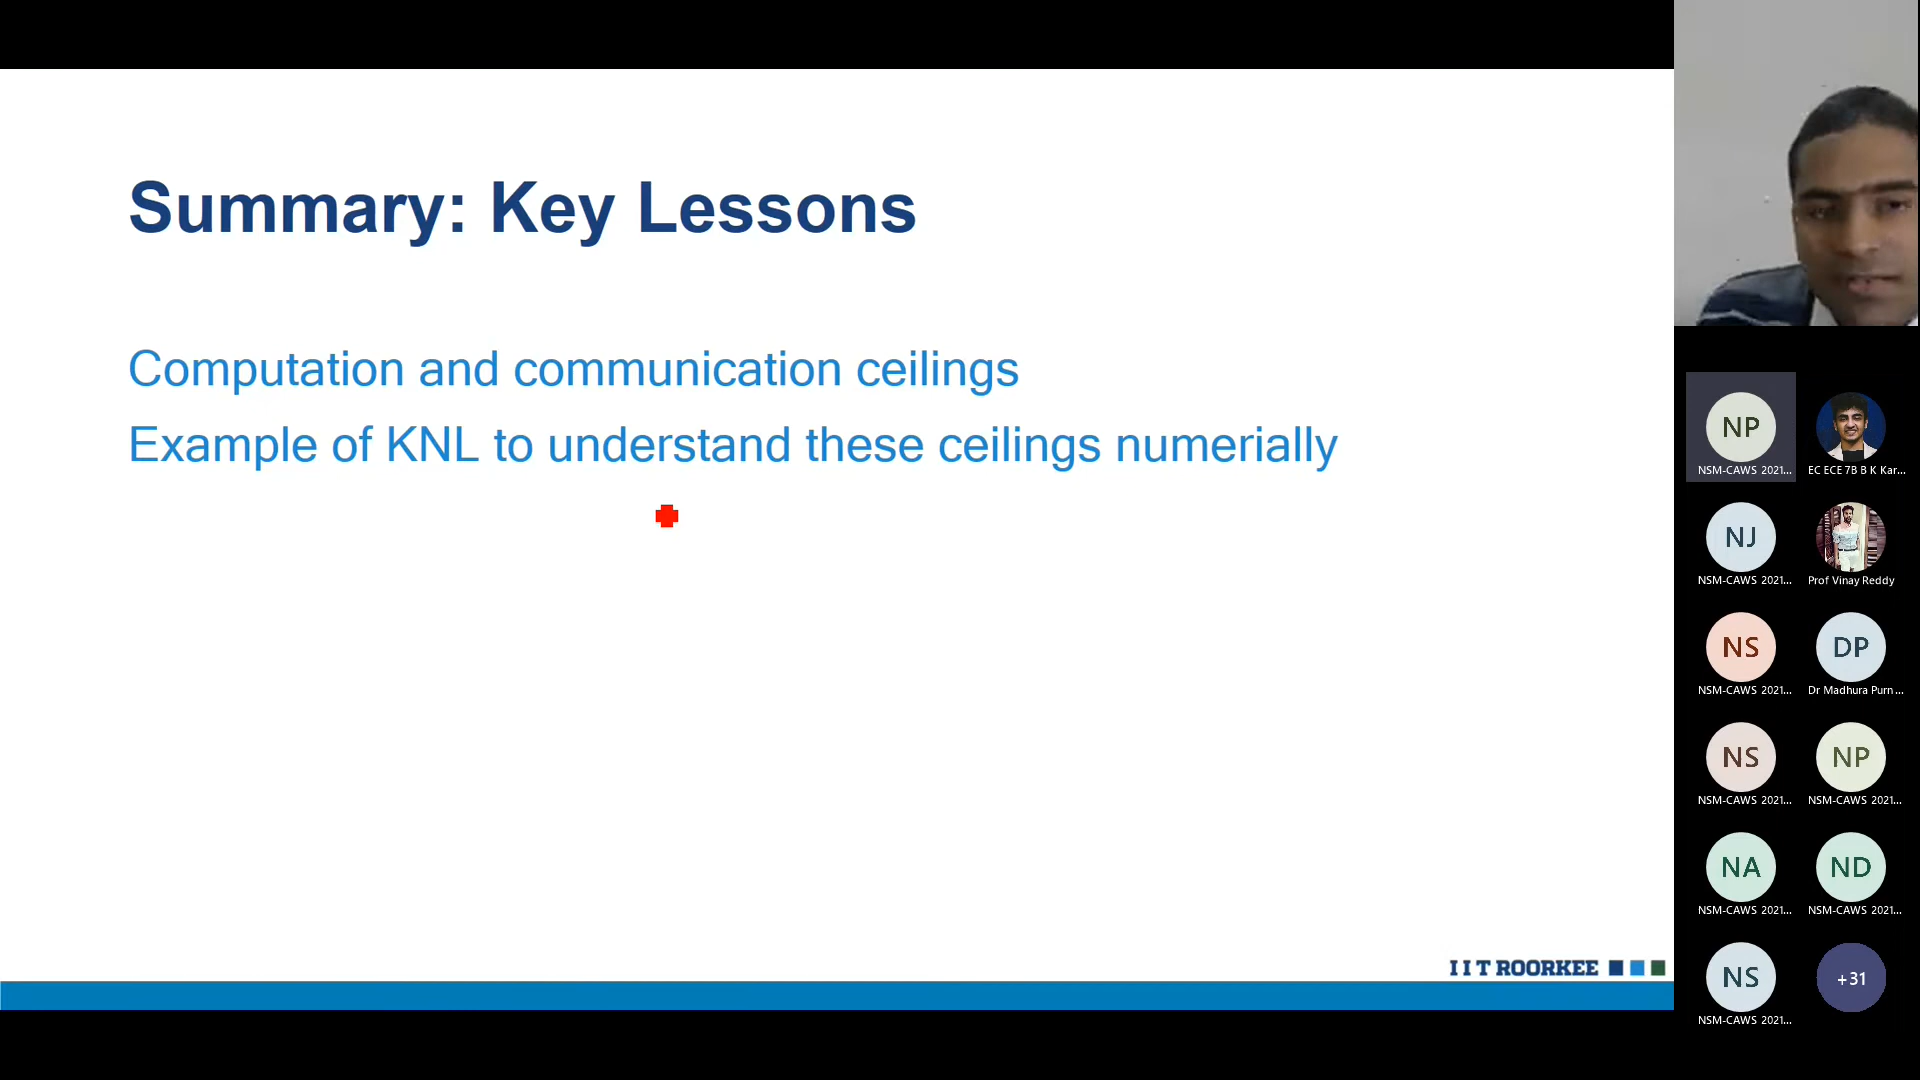 Summary: Key Lessons
Computation and communication ceilings
Example of KNL to understand these ceilings numerially
IIT ROORKEE
NP
NSM-CAWS 2021...
EC ECE 7B B K Kar...
NJ
NSM-CAWS 2021...
Prof Vinay Reddy
NS
NSM-CAWS 2021...
DP
Dr Madhura Purn...
NS
NSM-CAWS 2021...
NP
NSM-CAWS 2021...
NA
NSM-CAWS 2021...
ND
NSM-CAWS 2021...
NS
NSM-CAWS 2021...
+31